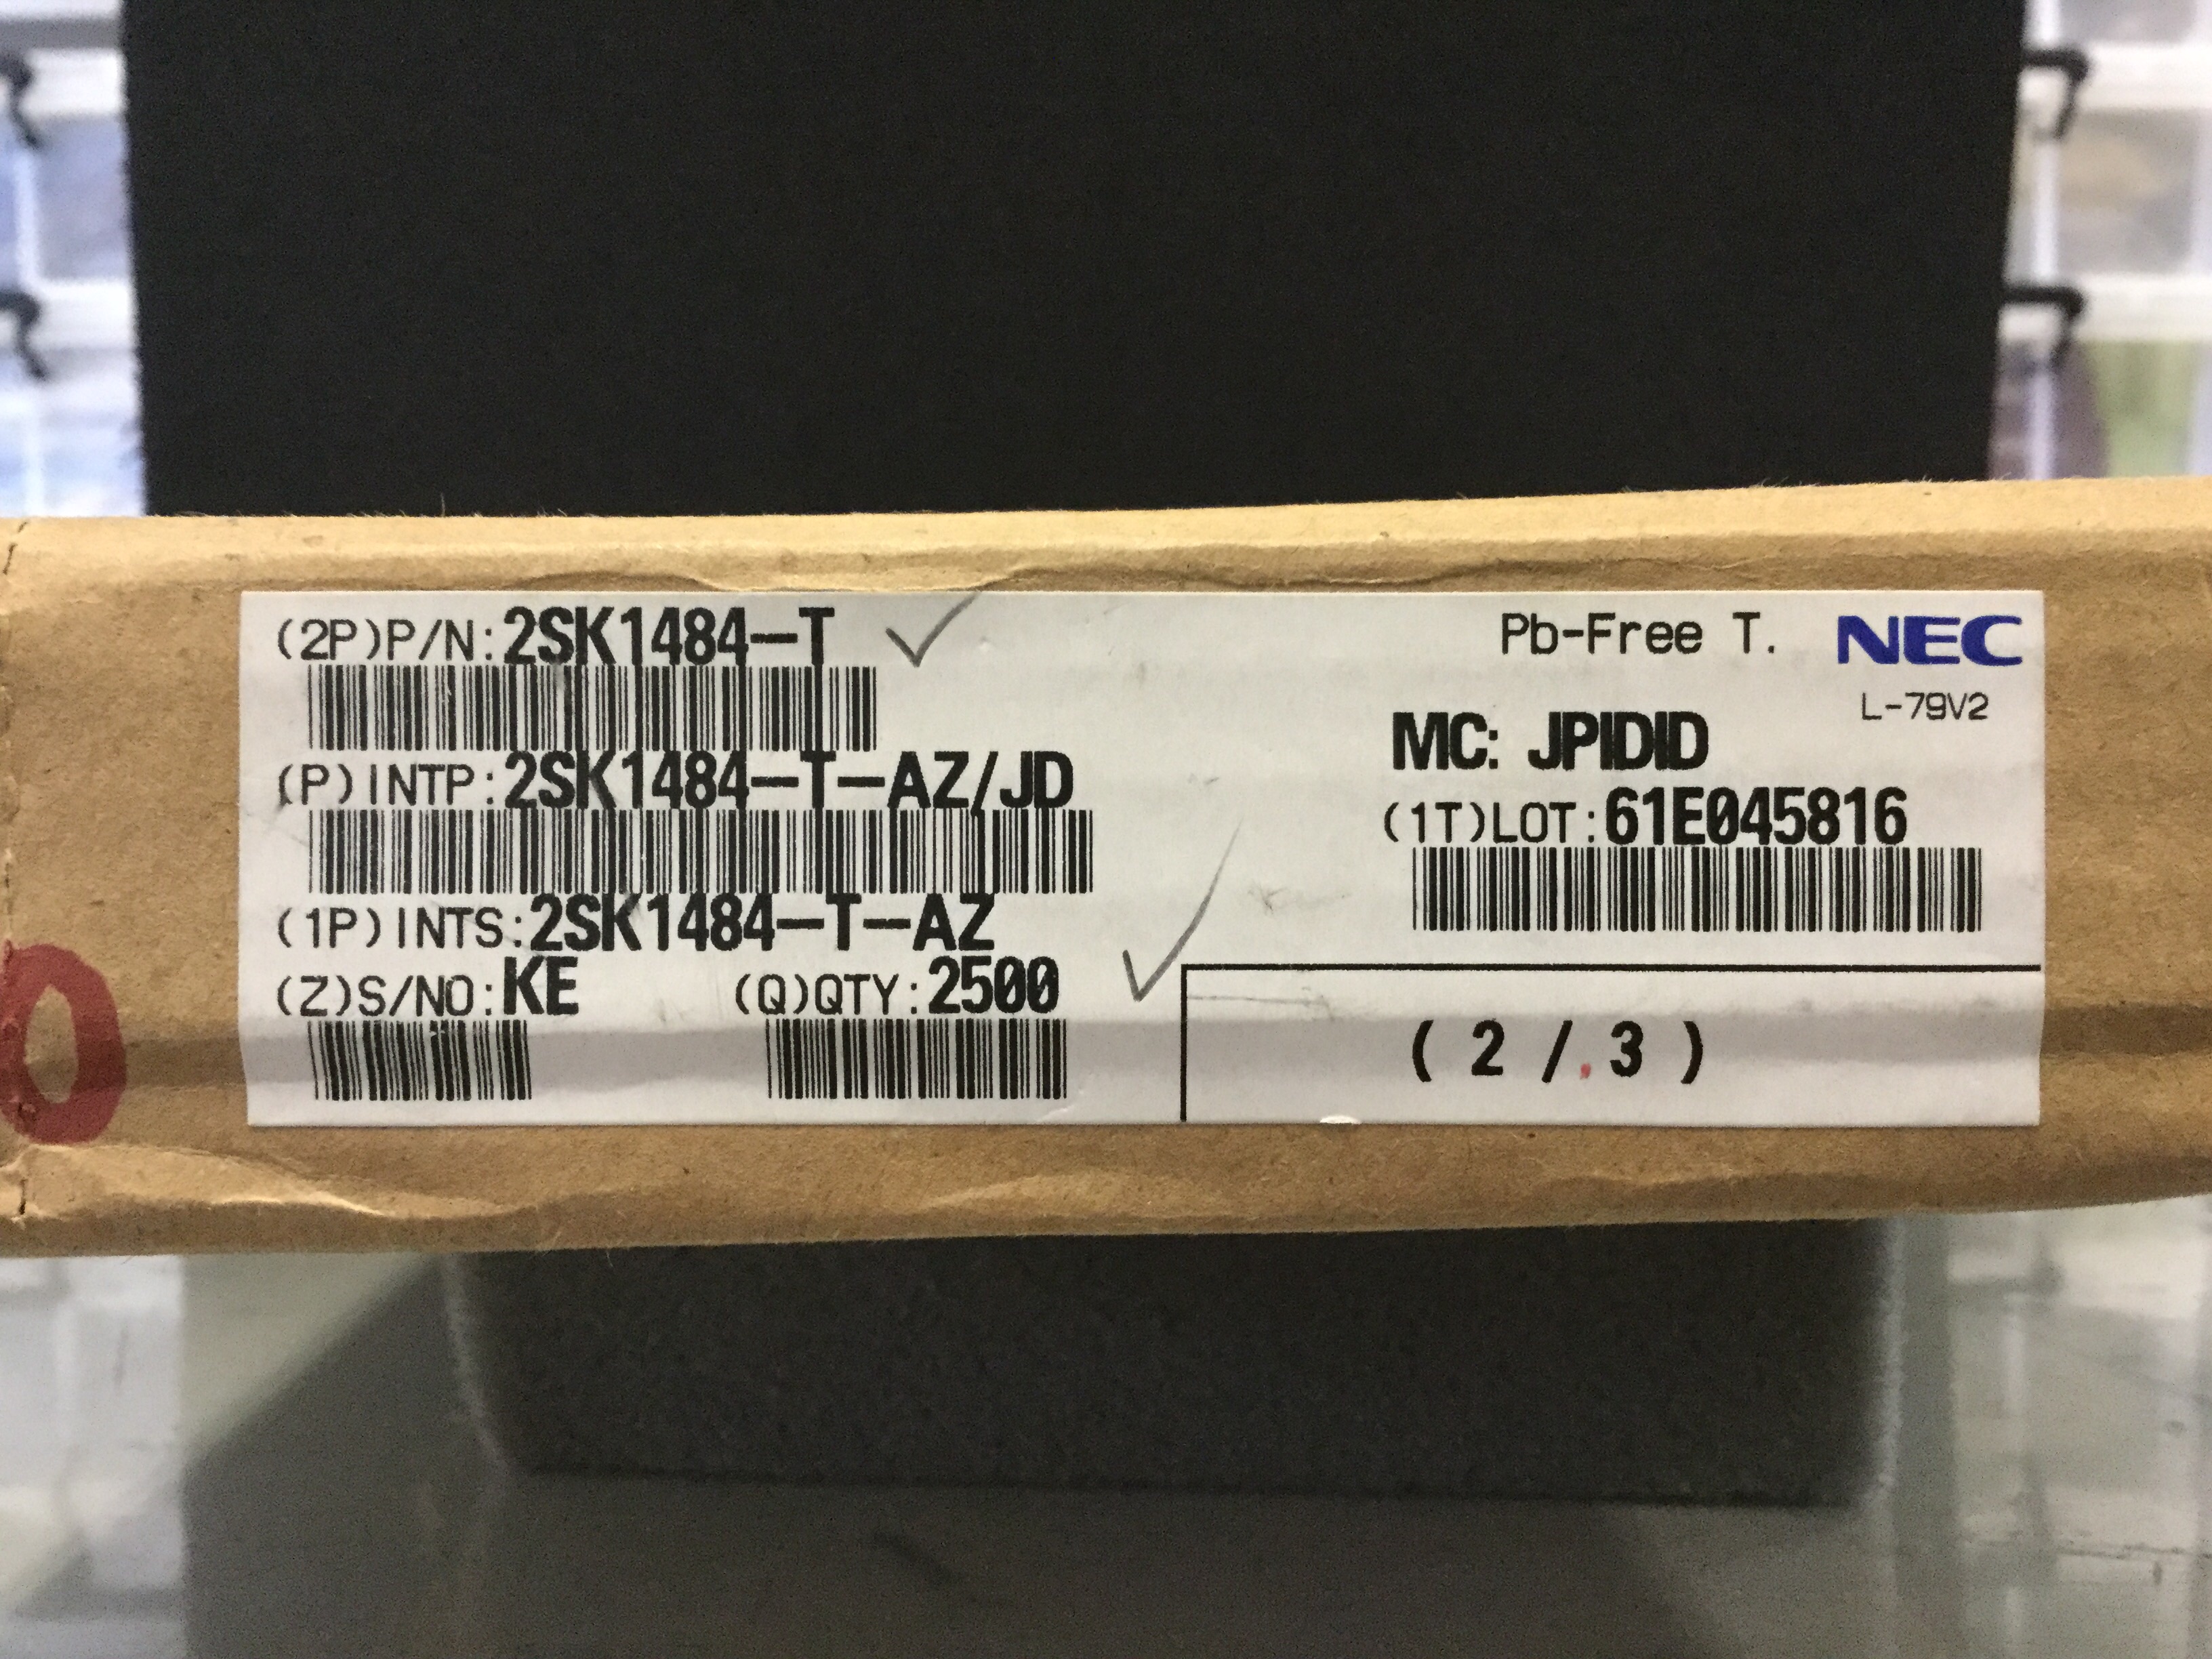 (2P)P/N:2SK1484-T
Pb-Free T. NEC
L-79V2
(P)INTP:2SK1484-T-AZ/JD
MC: JPIDID
(1T)LOT:61E045816
(1P)INTS:2SK1484-T-AZ
(Z)S/NO:KE (Q)QTY:2500
( 2 / 3 )
0